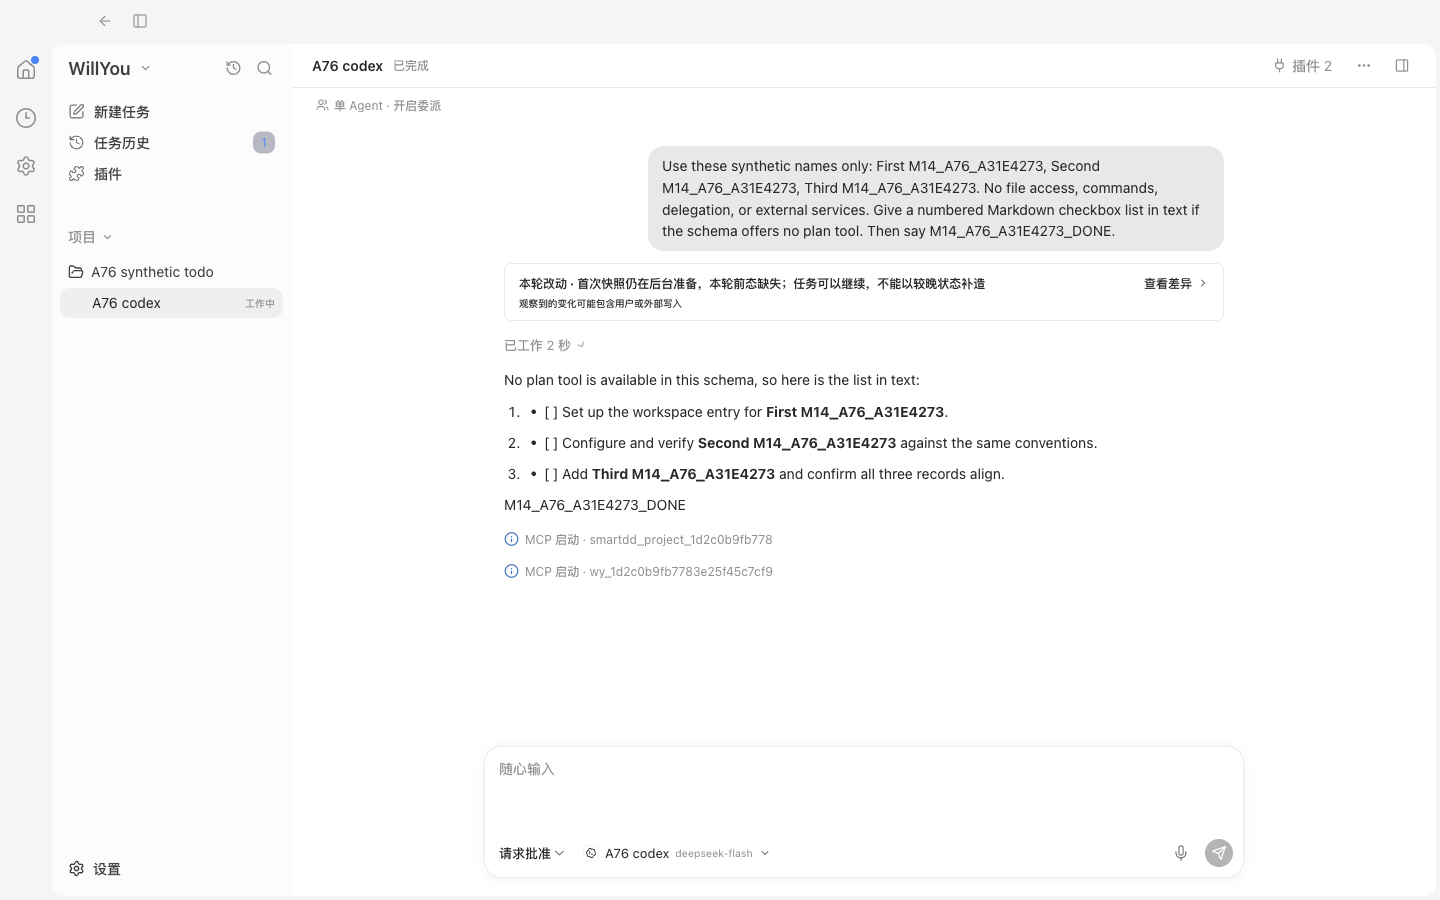 WillYou
新建任务
任务历史
1
插件
项目
A76 synthetic todo
A76 codex
工作中
设置
A76 codex 已完成
插件 2
单 Agent · 开启委派
Use these synthetic names only: First M14_A76_A31E4273, Second
M14_A76_A31E4273, Third M14_A76_A31E4273. No file access, commands,
delegation, or external services. Give a numbered Markdown checkbox list in text if
the schema offers no plan tool. Then say M14_A76_A31E4273_DONE.
本轮改动 · 首次快照仍在后台准备，本轮前态缺失；任务可以继续，不能以较晚状态补造
查看差异
观察到的变化可能包含用户或外部写入
已工作 2 秒
No plan tool is available in this schema, so here is the list in text:
1. • [ ] Set up the workspace entry for First M14_A76_A31E4273.
2. • [ ] Configure and verify Second M14_A76_A31E4273 against the same conventions.
3. • [ ] Add Third M14_A76_A31E4273 and confirm all three records align.
M14_A76_A31E4273_DONE
MCP 启动 · smartdd_project_1d2c0b9fb778
MCP 启动 · wy_1d2c0b9fb7783e25f45c7cf9
随心输入
请求批准
A76 codex deepseek-flash